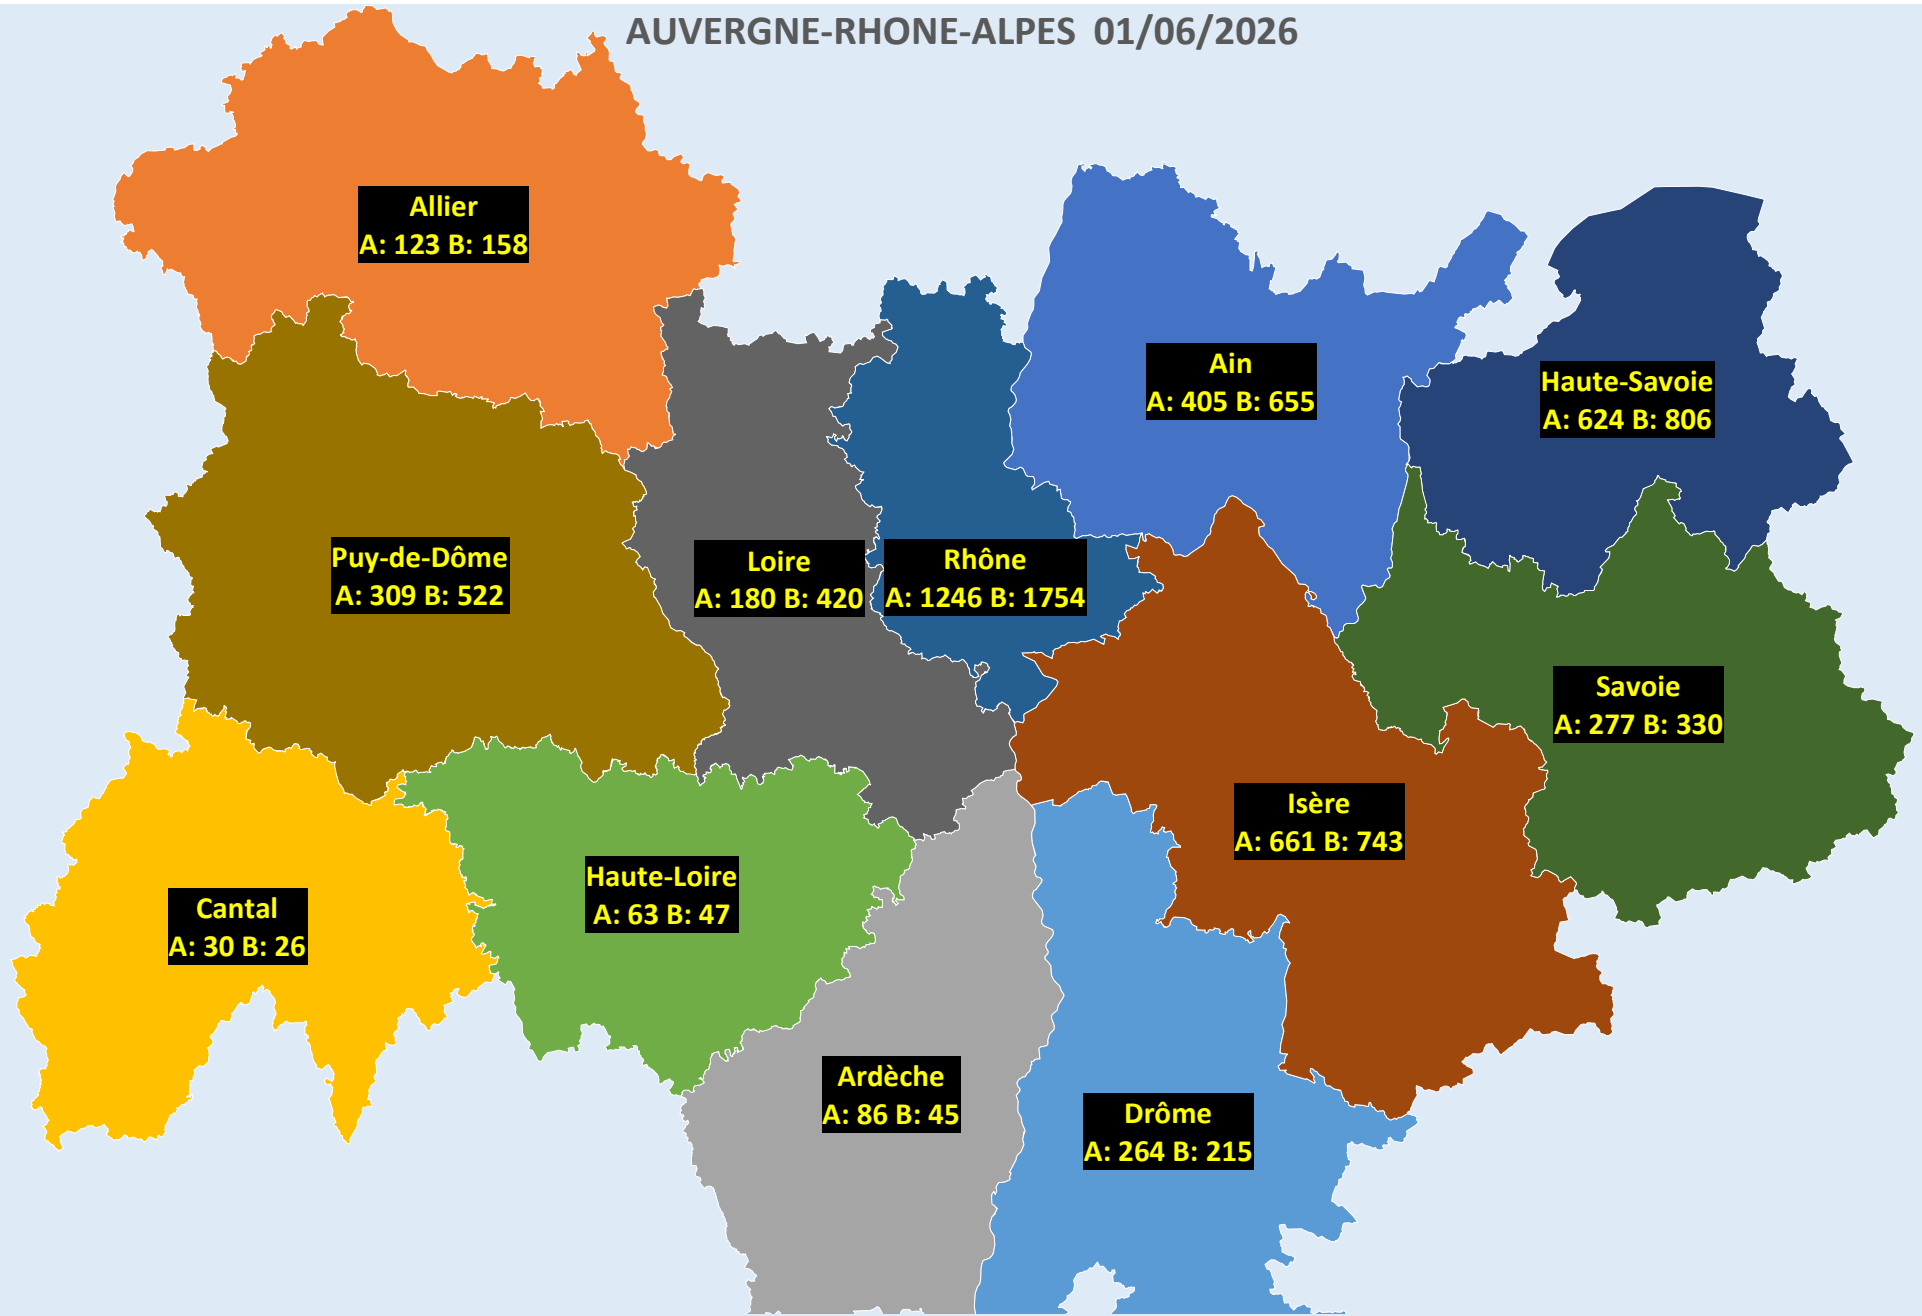 AUVERGNE-RHONE-ALPES 01/06/2026
Allier
A: 123 B: 158
Ain
A: 405 B: 655
Haute-Savoie
A: 624 B: 806
Puy-de-Dôme
A: 309 B: 522
Loire
A: 180 B: 420
Rhône
A: 1246 B: 1754
Savoie
A: 277 B: 330
Isère
A: 661 B: 743
Haute-Loire
A: 63 B: 47
Cantal
A: 30 B: 26
Ardèche
A: 86 B: 45
Drôme
A: 264 B: 215